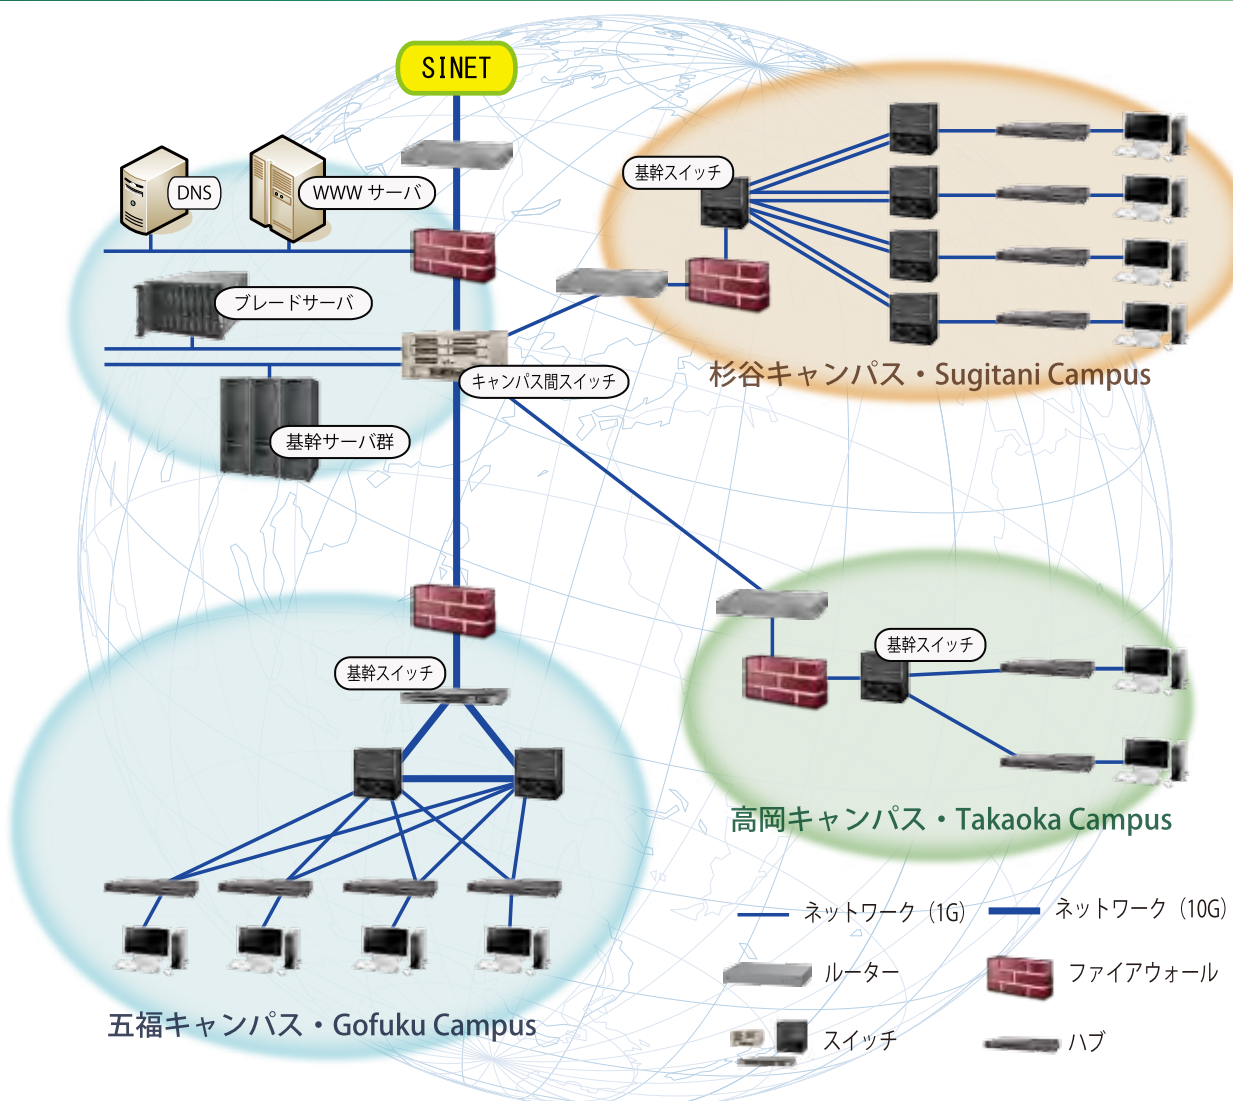 SINET
DNS
WWW サーバ
ブレードサーバ
キャンパス間スイッチ
基幹サーバ群
基幹スイッチ
杉谷キャンパス・Sugitani Campus
基幹スイッチ
高岡キャンパス・Takaoka Campus
基幹スイッチ
五福キャンパス・Gofuku Campus
ネットワーク（1G）
ネットワーク（10G）
ルーター
ファイアウォール
スイッチ
ハブ